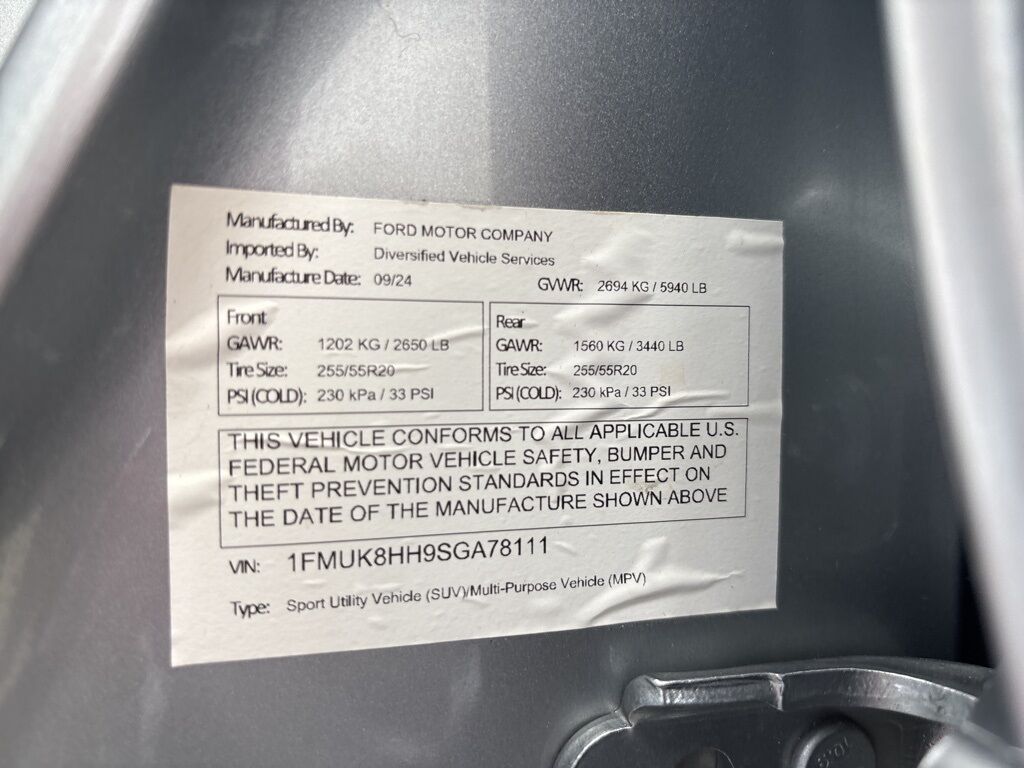 Manufactured By: FORD MOTOR COMPANY
Imported By: Diversified Vehicle Services
Manufacture Date: 09/24 GVWR: 2694 KG / 5940 LB
Front
GAWR: 1202 KG / 2650 LB
Tire Size: 255/55R20
PSI (COLD): 230 kPa / 33 PSI
Rear
GAWR: 1560 KG / 3440 LB
Tire Size: 255/55R20
PSI (COLD): 230 kPa / 33 PSI
THIS VEHICLE CONFORMS TO ALL APPLICABLE U.S.
FEDERAL MOTOR VEHICLE SAFETY, BUMPER AND
THEFT PREVENTION STANDARDS IN EFFECT ON
THE DATE OF THE MANUFACTURE SHOWN ABOVE
VIN: 1FMUK8HH9SGA78111
Type: Sport Utility Vehicle (SUV)/Multi-Purpose Vehicle (MPV)